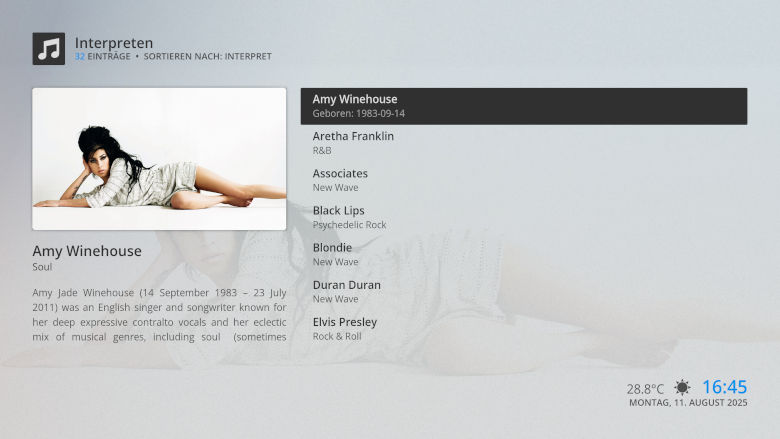 Interpreten
32 EINTRÄGE • SORTIEREN NACH: INTERPRET
Amy Winehouse
Soul
Amy Jade Winehouse (14 September 1983 – 23 July
2011) was an English singer and songwriter known for
her deep expressive contralto vocals and her eclectic
mix of musical genres, including soul (sometimes
Amy Winehouse
Geboren: 1983-09-14
Aretha Franklin
R&B
Associates
New Wave
Black Lips
Psychedelic Rock
Blondie
New Wave
Duran Duran
New Wave
Elvis Presley
Rock & Roll
28.8°C 16:45
MONTAG, 11. AUGUST 2025